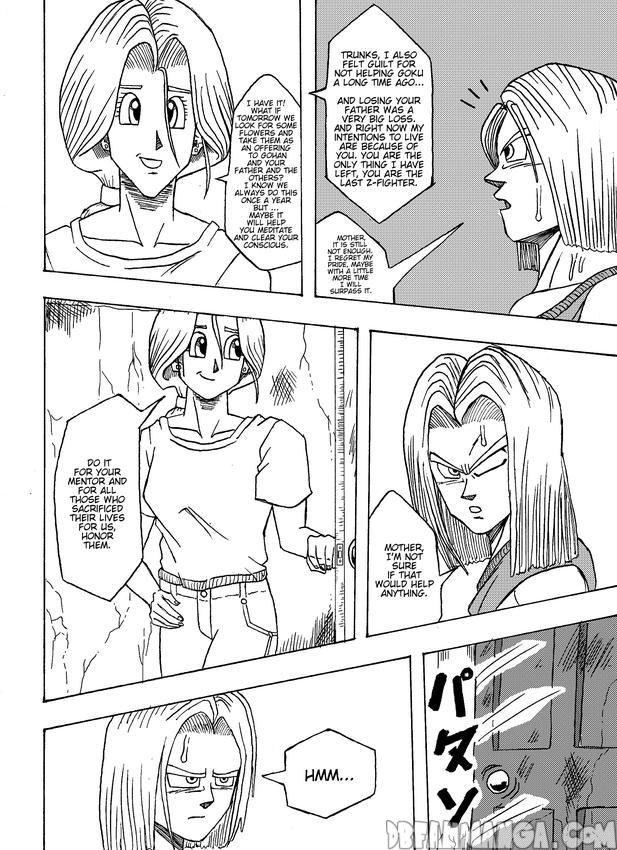 TRUNKS, I ALSO
FELT GUILT FOR
NOT HELPING GOKU
A LONG TIME AGO...
AND LOSING YOUR
FATHER WAS A
VERY BIG LOSS.
AND RIGHT NOW MY
INTENTIONS TO LIVE
ARE BECAUSE OF
YOU. YOU ARE THE
ONLY THING I HAVE
LEFT, YOU ARE THE
LAST Z-FIGHTER.
MOTHER,
IT IS STILL
NOT ENOUGH.
I REGRET MY
PRIDE, MAYBE
WITH A LITTLE
MORE TIME
I WILL
SURPASS IT.
I HAVE IT!
WHAT IF
TOMORROW WE
LOOK FOR SOME
FLOWERS AND
TAKE THEM AS
AN OFFERING
TO GOHAN
AND YOUR
FATHER AND THE
OTHERS?
I KNOW WE
ALWAYS DO THIS
ONCE A YEAR
BUT ...
MAYBE IT
WILL HELP
YOU MEDITATE
AND CLEAR YOUR
CONSCIOUS.
MOTHER,
I'M NOT
SURE
IF THAT
WOULD HELP
ANYTHING.
DO IT
FOR YOUR
MENTOR AND
FOR ALL
THOSE WHO
SACRIFICED
THEIR LIVES
FOR US,
HONOR
THEM.
パタン
HMM...
DBFANMANGA.COM